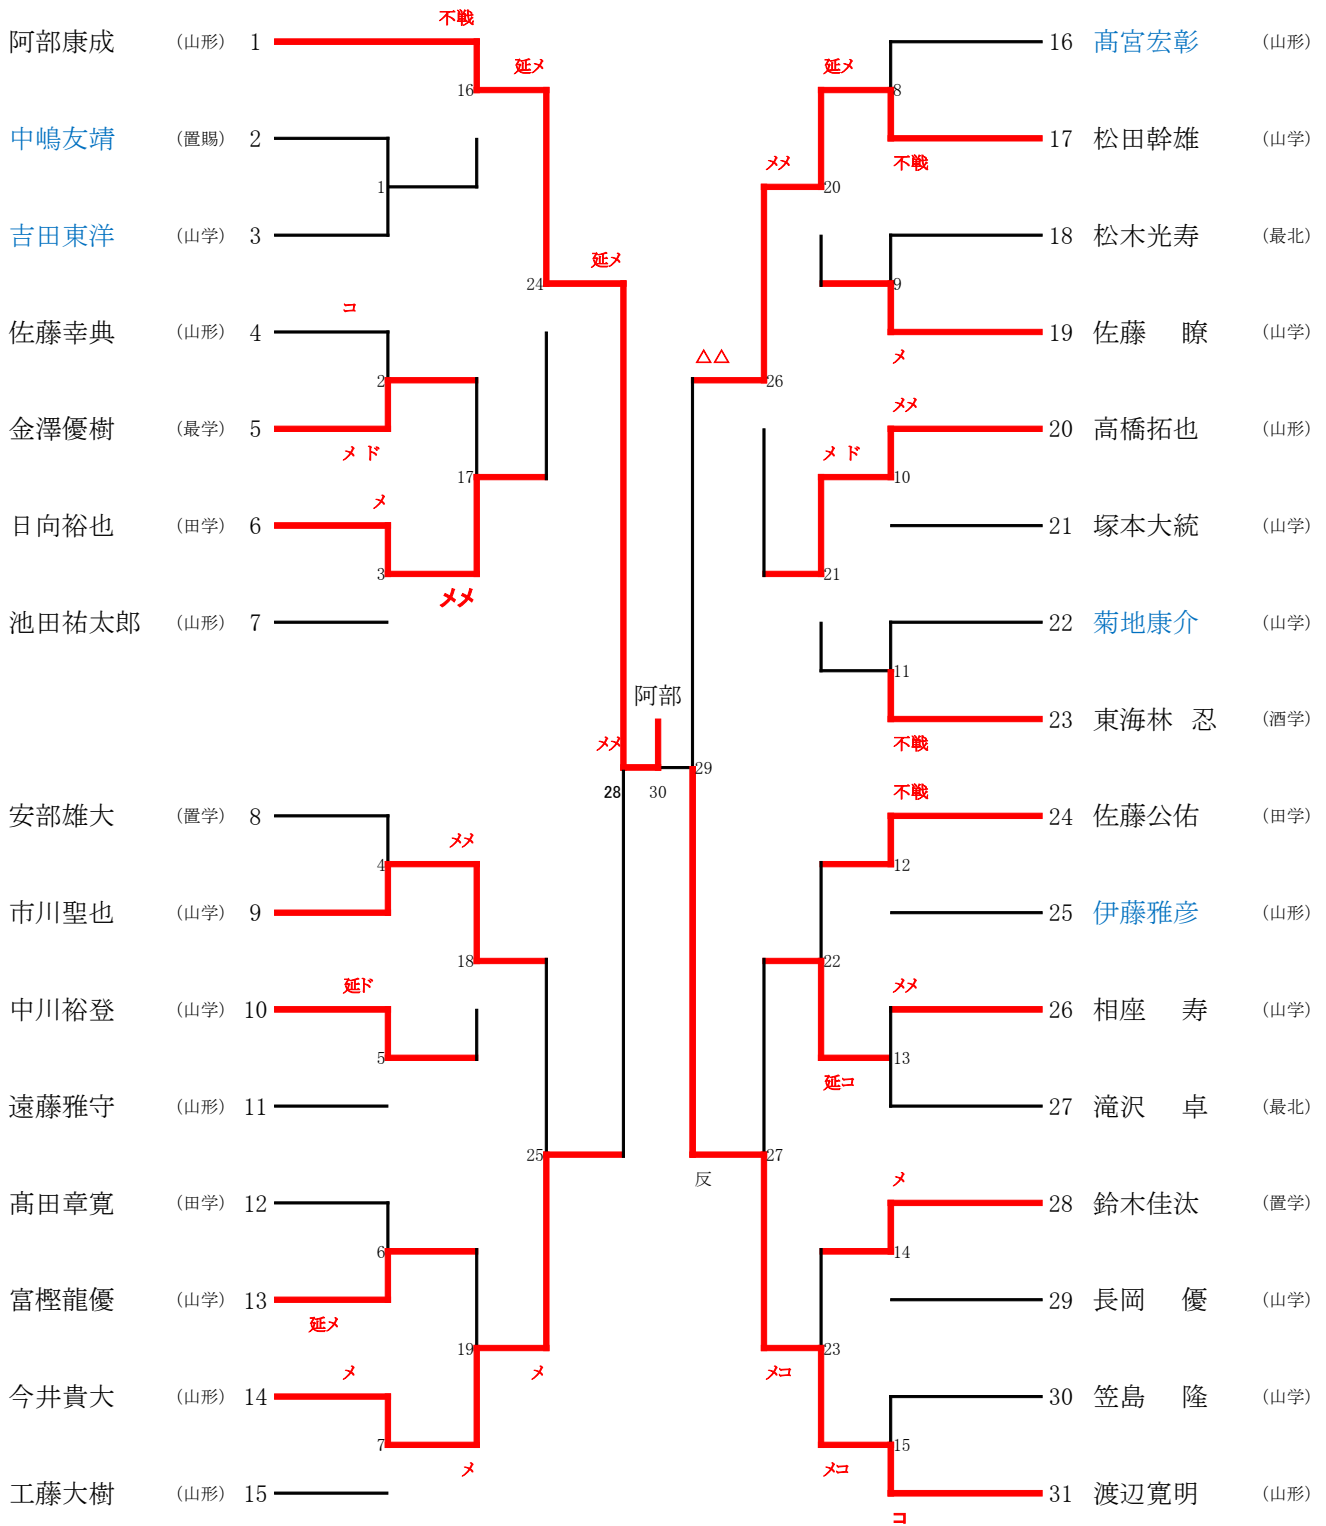 不戦
阿部康成 (山形) 1
16 髙宮宏彰 (山形)
延メ
延メ
16
8
中嶋友靖 (置賜) 2
17 松田幹雄 (山学)
メメ
不戦
1
20
吉田東洋 (山学) 3
18 松木光寿 (最北)
延メ
24
9
コ
佐藤幸典 (山形) 4
19 佐藤 瞭 (山学)
△△
メ
2
26
メメ
金澤優樹 (最学) 5
20 高橋拓也 (山形)
メド
メド
17
10
メ
日向裕也 (田学) 6
21 塚本大統 (山学)
3
21
メメ
池田祐太郎 (山形) 7
22 菊地康介 (山学)
11
阿部
23 東海林 忍 (酒学)
メメ
不戦
29
28
30
不戦
安部雄大 (置学) 8
24 佐藤公佑 (田学)
メメ
4
12
市川聖也 (山学) 9
25 伊藤雅彦 (山形)
18
22
延ド
メメ
中川裕登 (山学) 10
26 相座 寿 (山学)
5
13
延コ
遠藤雅守 (山形) 11
27 滝沢 卓 (最北)
25
27
反
メ
髙田章寛 (田学) 12
28 鈴木佳汰 (置学)
6
14
富樫龍優 (山学) 13
29 長岡 優 (山学)
延メ
19
23
メ
メ
メコ
今井貴大 (山形) 14
30 笠島 隆 (山学)
7
15
メ
メコ
工藤大樹 (山形) 15
31 渡辺寛明 (山形)
コ